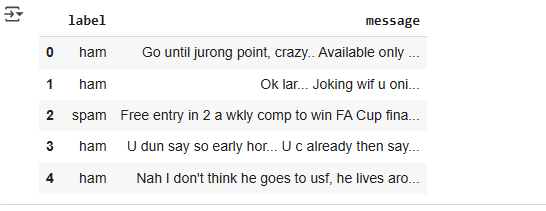 label message
0 ham Go until jurong point, crazy.. Available only ...
1 ham Ok lar... Joking wif u oni...
2 spam Free entry in 2 a wkly comp to win FA Cup fina...
3 ham U dun say so early hor... U c already then say...
4 ham Nah I don't think he goes to usf, he lives aro...